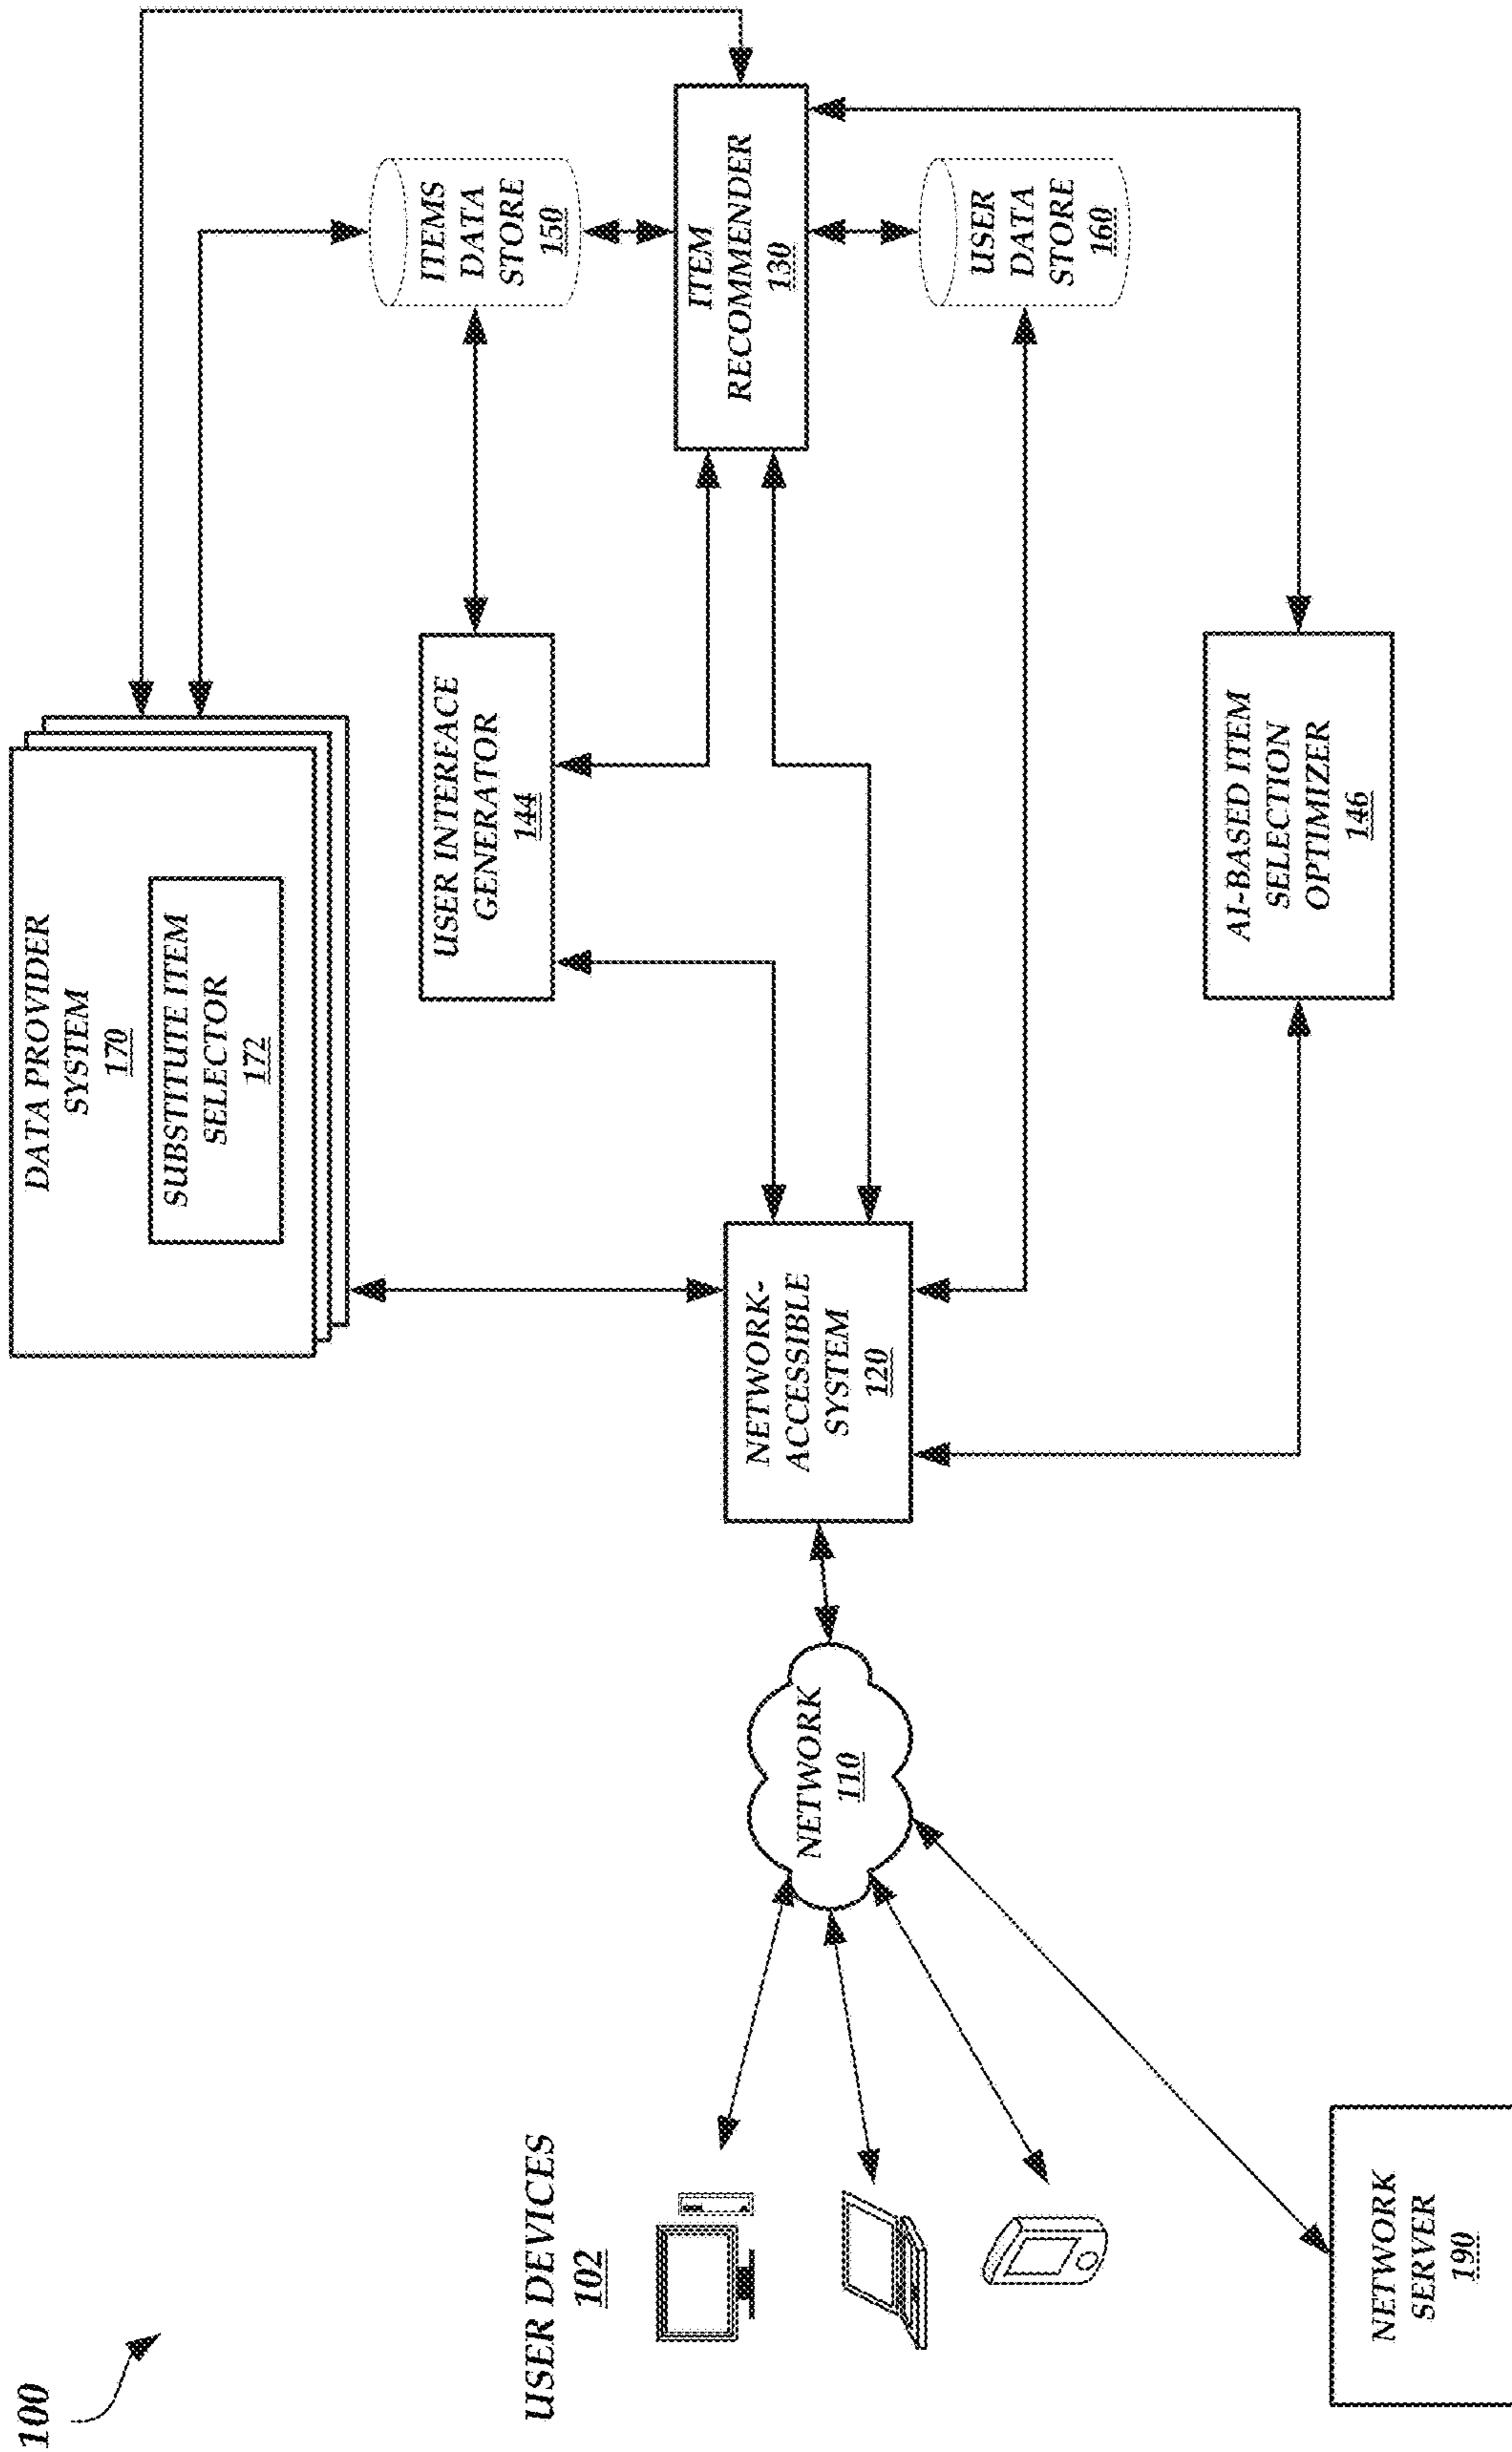 100
USER DEVICES
102
NETWORK
SERVER
190
NETWORK
110
NETWORK-
ACCESSIBLE
SYSTEM
120
DATA PROVIDER
SYSTEM
170
SUBSTITUTE ITEM
SELECTOR
172
USER INTERFACE
GENERATOR
144
AI-BASED ITEM
SELECTION
OPTIMIZER
146
ITEMS
DATA
STORE
150
ITEM
RECOMMENDER
130
USER
DATA
STORE
160